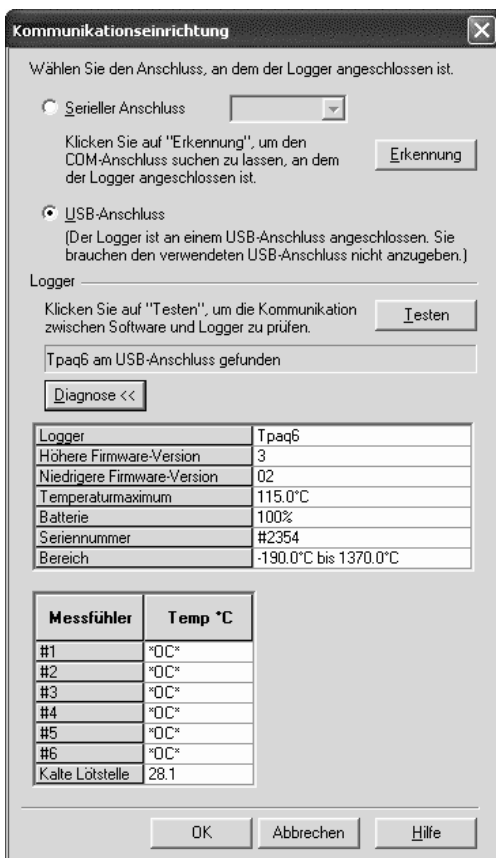 Kommunikationseinrichtung
Wählen Sie den Anschluss, an dem der Logger angeschlossen ist.
Serieller Anschluss
Klicken Sie auf "Erkennung", um den
COM-Anschluss suchen zu lassen, an dem
der Logger angeschlossen ist.
Erkennung
USB-Anschluss
(Der Logger ist an einem USB-Anschluss angeschlossen. Sie
brauchen den verwendeten USB-Anschluss nicht anzugeben.)
Logger
Klicken Sie auf "Testen", um die Kommunikation
zwischen Software und Logger zu prüfen.
Testen
Tpaq6 am USB-Anschluss gefunden
Diagnose <<
Logger Tpaq6
Höhere Firmware-Version 3
Niedrigere Firmware-Version 02
Temperaturmaximum 115.0°C
Batterie 100%
Seriennummer #2354
Bereich -190.0°C bis 1370.0°C
Messfühler Temp °C
#1 *OC*
#2 *OC*
#3 *OC*
#4 *OC*
#5 *OC*
#6 *OC*
Kalte Lötstelle 28.1
OK Abbrechen Hilfe